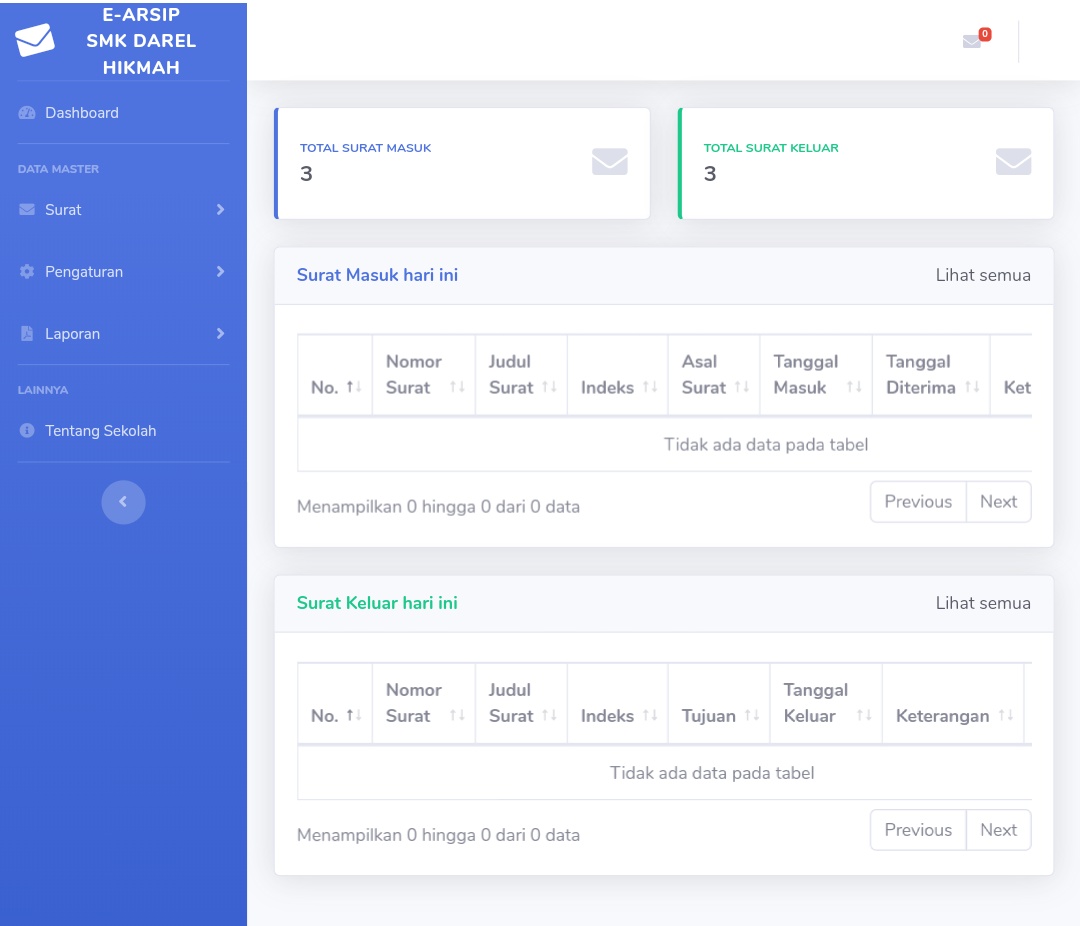 E-ARSIP
SMK DAREL
HIKMAH
Dashboard
DATA MASTER
Surat
Pengaturan
Laporan
LAINNYA
Tentang Sekolah
0
TOTAL SURAT MASUK
3
TOTAL SURAT KELUAR
3
Surat Masuk hari ini
Lihat semua
No. Nomor Surat Judul Surat Indeks Asal Surat Tanggal Masuk Tanggal Diterima Ket
Tidak ada data pada tabel
Menampilkan 0 hingga 0 dari 0 data
Previous Next
Surat Keluar hari ini
Lihat semua
No. Nomor Surat Judul Surat Indeks Tujuan Tanggal Keluar Keterangan
Tidak ada data pada tabel
Menampilkan 0 hingga 0 dari 0 data
Previous Next